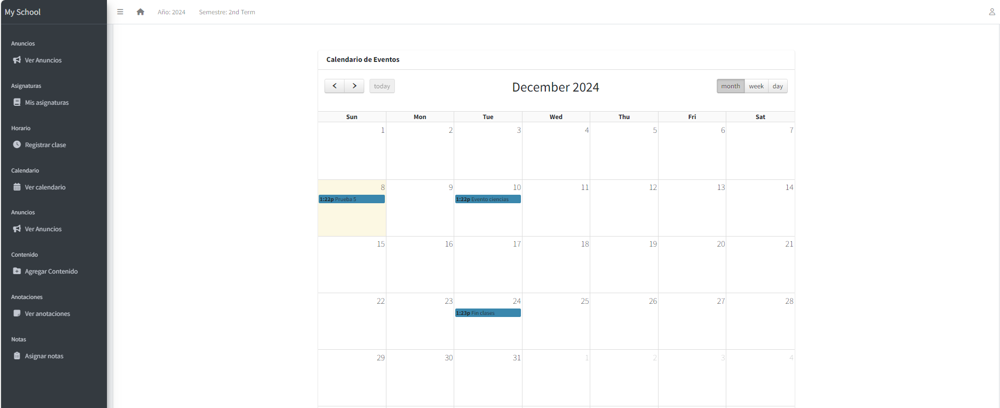 My School
Año: 2024 Semestre: 2nd Term
Anuncios
Ver Anuncios
Asignaturas
Mis asignaturas
Horario
Registrar clase
Calendario
Ver calendario
Anuncios
Ver Anuncios
Contenido
Agregar Contenido
Anotaciones
Ver anotaciones
Notas
Asignar notas
Calendario de Eventos
today December 2024 month week day
Sun Mon Tue Wed Thu Fri Sat
1 2 3 4 5 6 7
8 9 10 11 12 13 14
1:22p Prueba 5 1:22p Evento ciencias
15 16 17 18 19 20 21
22 23 24 25 26 27 28
1:23p Fin clases
29 30 31 1 2 3 4